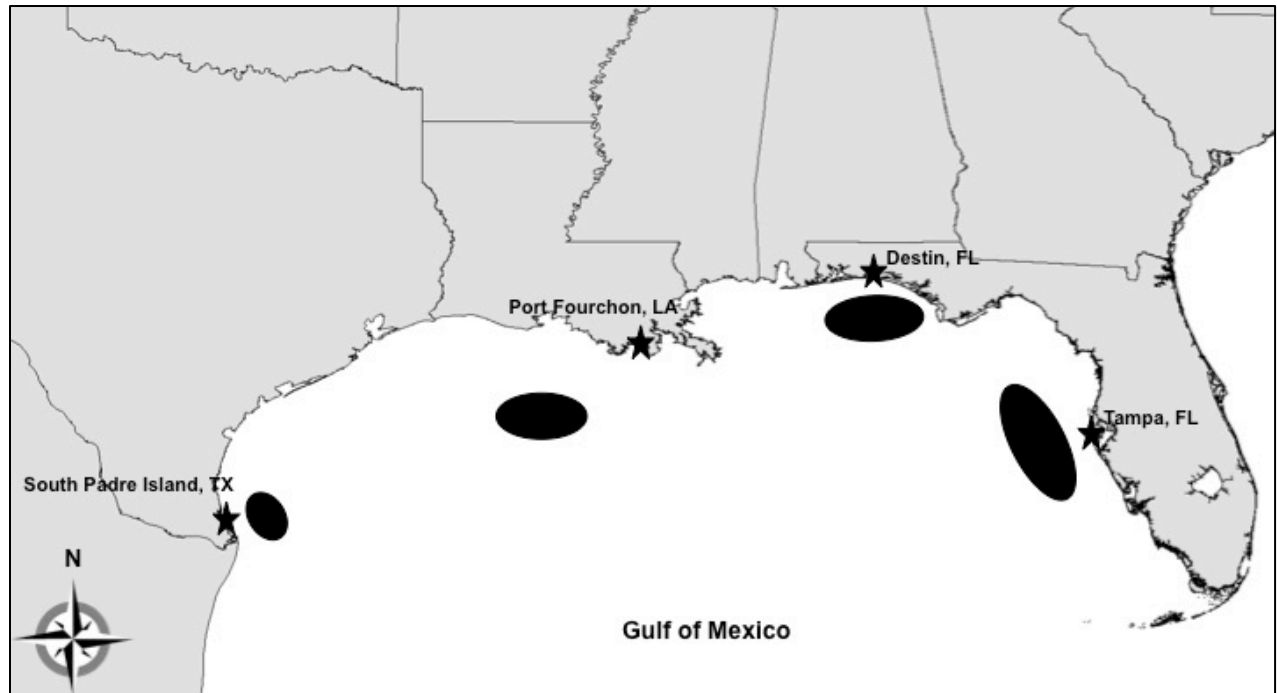 Destin, FL
Port Fourchon, LA
Tampa, FL
South Padre Island, TX
N
Gulf of Mexico